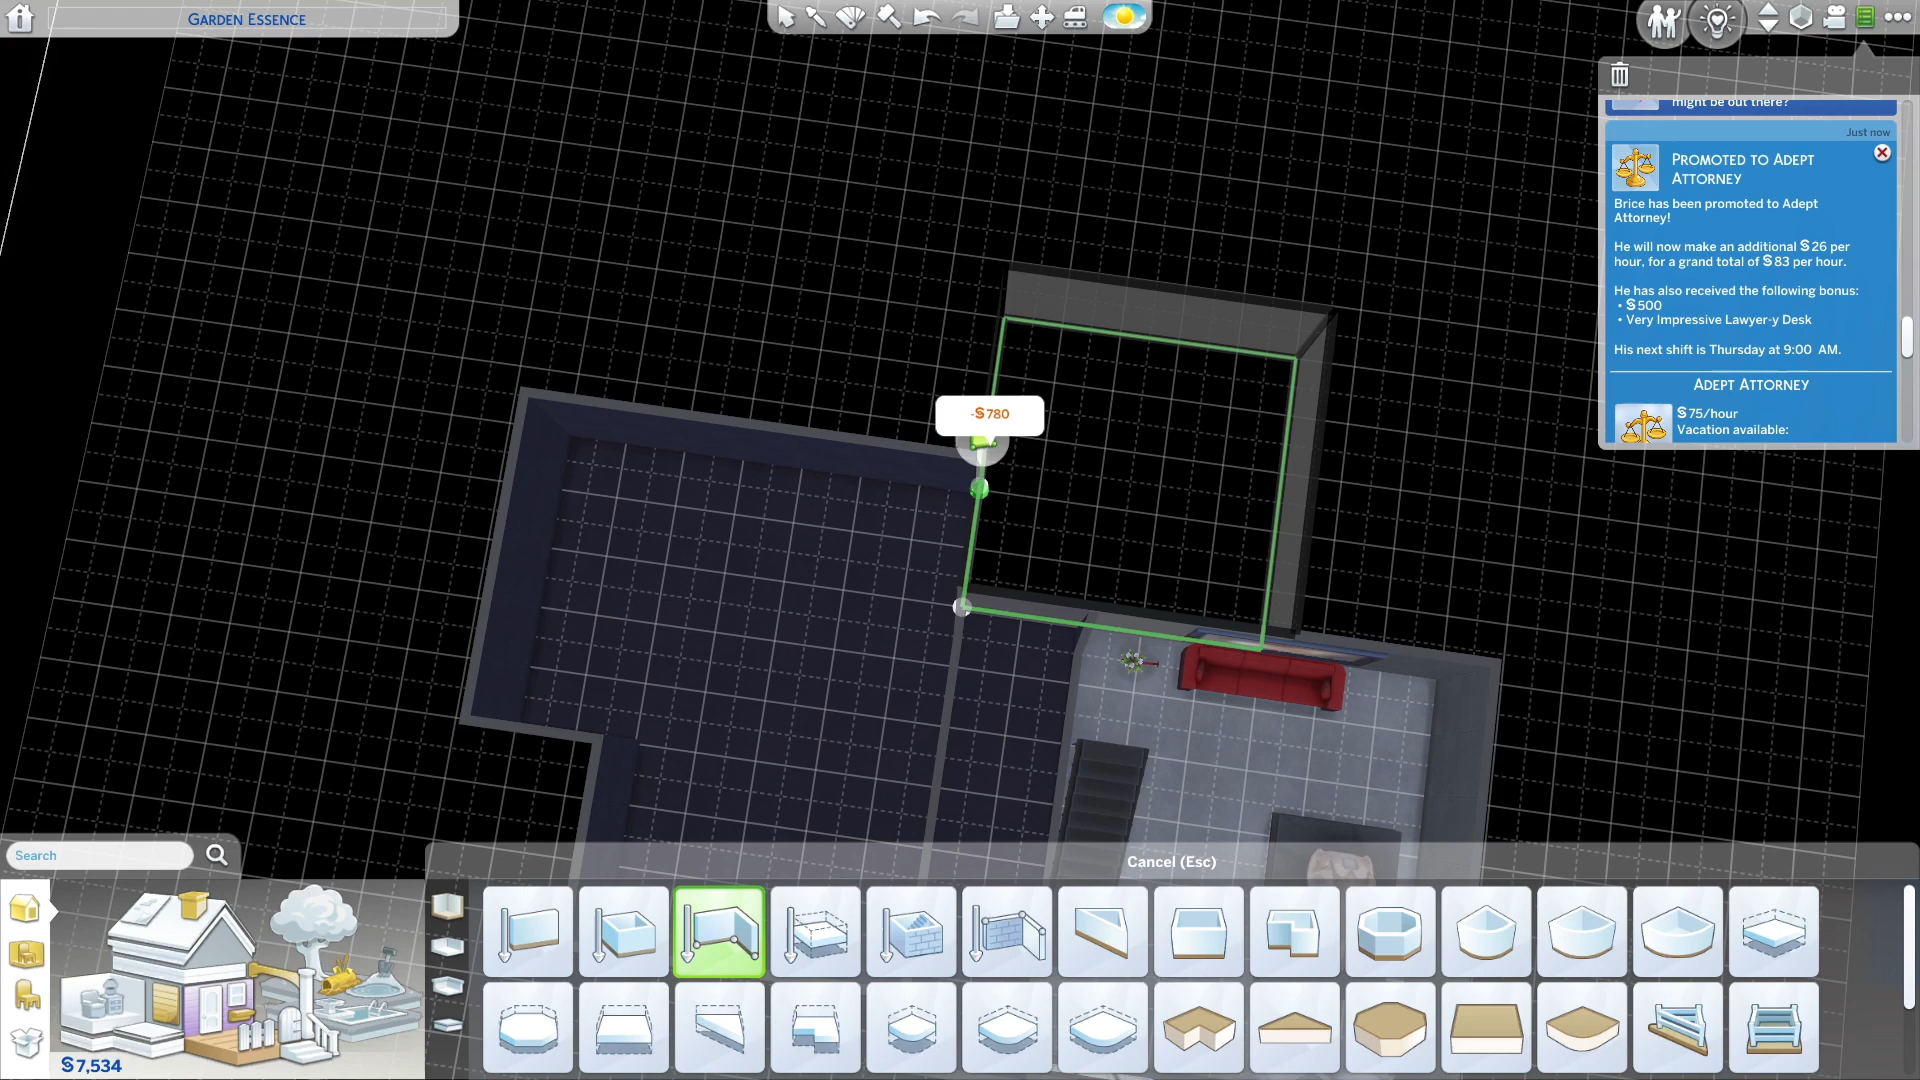 Garden Essence
might be out there?
Just now
Promoted to Adept
Attorney
Brice has been promoted to Adept
Attorney!
He will now make an additional §26 per
hour, for a grand total of §83 per hour.
He has also received the following bonus:
• §500
• Very Impressive Lawyer-y Desk
His next shift is Thursday at 9:00 AM.
Adept Attorney
§75/hour
Vacation available:
-§780
Search
Cancel (Esc)
§7,534